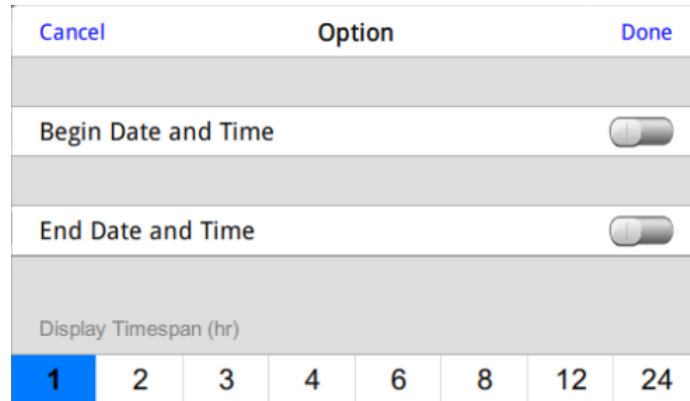 Cancel Option Done
Begin Date and Time
End Date and Time
Display Timespan (hr)
1 2 3 4 6 8 12 24